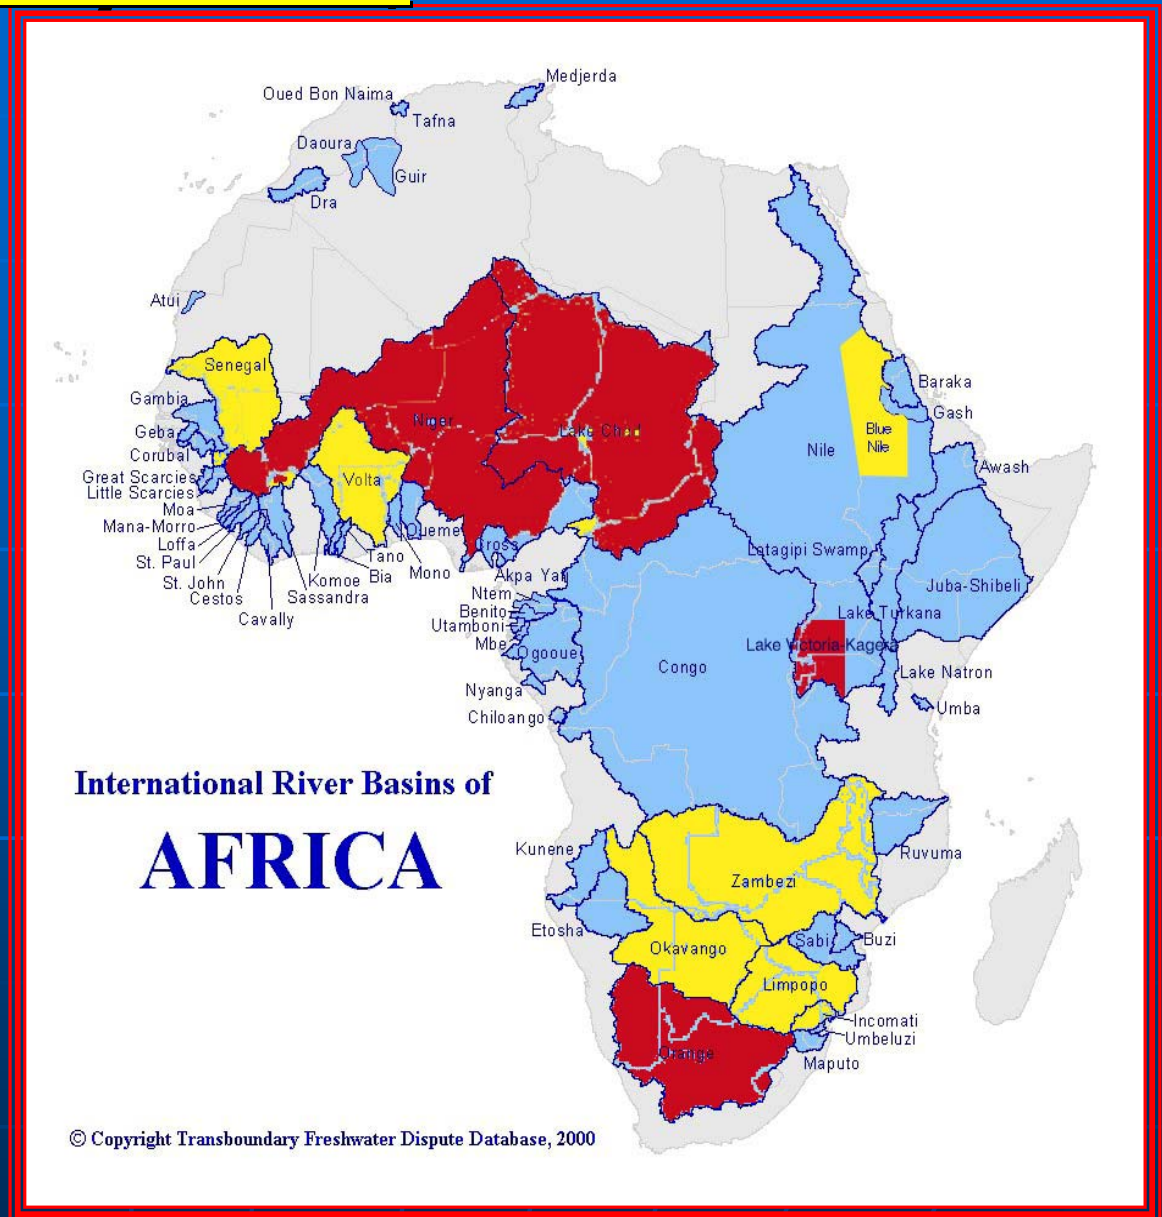 Medjerda
Oued Bon Naima
Tafna
Daoura
Guir
Dra
Atui
Senegal
Gambia
Geba
Corubal
Great Scarcies
Little Scarcies
Moa
Mana-Morro
Loffa
St. Paul
St. John
Cestos
Cavally
Sassandra
Komoe
Bia
Tano
Mono
Volta
Niger
Oueme
Cross
Lake Chad
Akpa Yafi
Ntem
Benito
Utamboni
Mbe
Ogooue
Nyanga
Chiloango
Congo
Nile
Blue
Nile
Baraka
Gash
Awash
Latagipi Swamp
Juba-Shibeli
Lake Turkana
Lake Victoria-Kagera
Lake Natron
Umba
International River Basins of
AFRICA
Kunene
Zambezi
Ruvuma
Etosha
Okavango
Sabi
Buzi
Limpopo
Incomati
Umbeluzi
Maputo
Orange
© Copyright Transboundary Freshwater Dispute Database, 2000